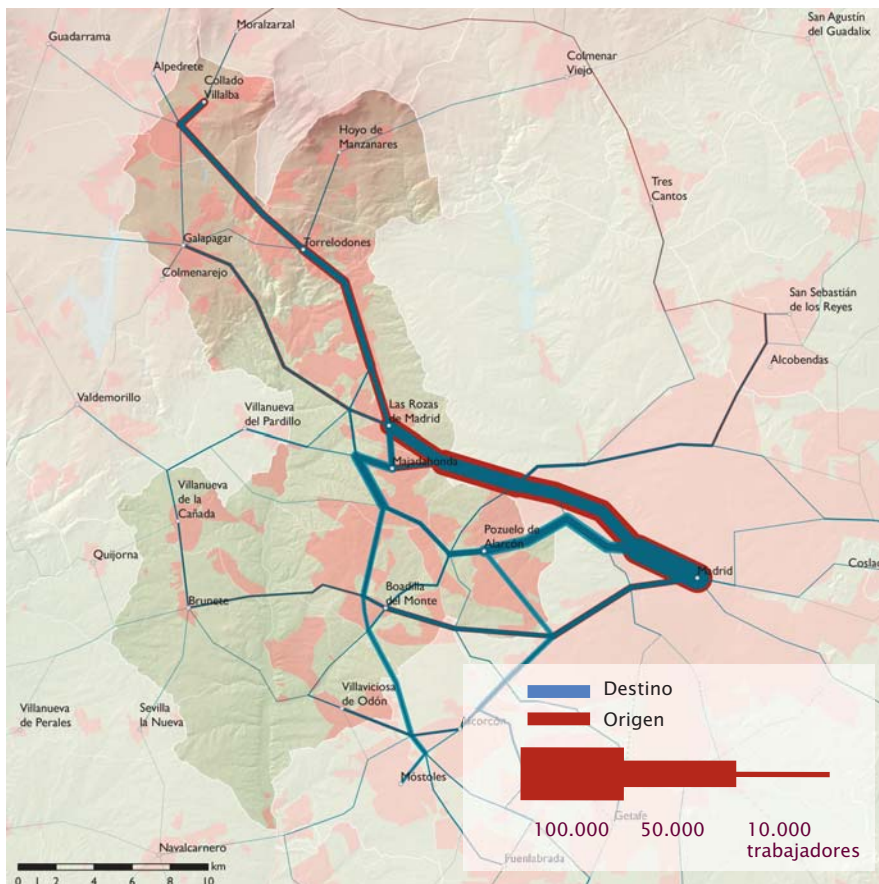 Moralzarzal
San Agustín
del Guadalix
Guadarrama
Colmenar
Viejo
Alpedrete
Collado
Villalba
Hoyo de
Manzanares
Tres
Cantos
Galapagar
Torrelodones
Colmenarejo
San Sebastián
de los Reyes
Alcobendas
Valdemorillo
Villanueva
del Pardillo
Las Rozas
de Madrid
Majadahonda
Villanueva
de la
Cañada
Pozuelo de
Alarcón
Quijorna
Madrid
Coslad
Brunete
Boadilla
del Monte
Villaviciosa
de Odón
Villanueva
de Perales
Sevilla
la Nueva
Alcorcón
Móstoles
Getafe
Navalcarnero
Fuenlabrada
Destino
Origen
100.000 50.000 10.000
trabajadores
km
0 1 2 4 6 8 10